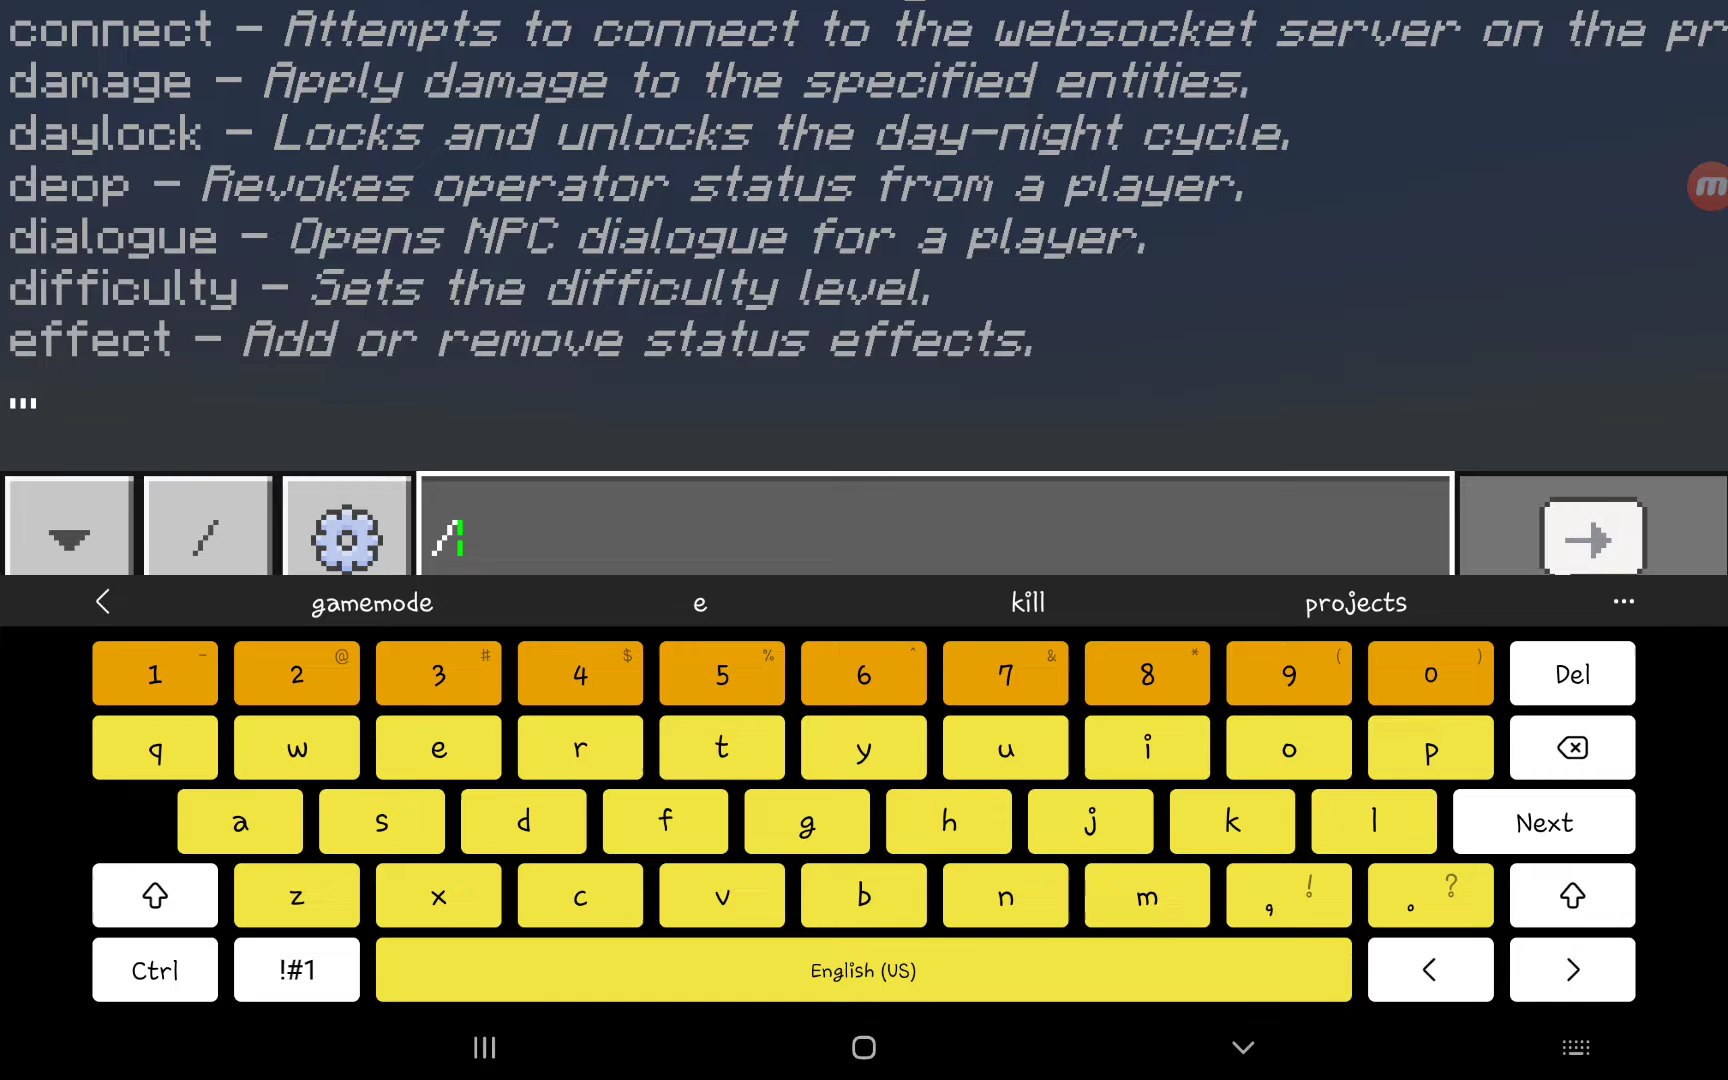 connect – Attempts to connect to the websocket server on the pr
damage – Apply damage to the specified entities.
daylock – Locks and unlocks the day-night cycle.
deop – Revokes operator status from a player.
dialogue – Opens NPC dialogue for a player.
difficulty – Sets the difficulty level.
effect – Add or remove status effects.
...
/ /
gamemode e kill projects ...
1 - 2 @ 3 # 4 $ 5 % 6 ^ 7 & 8 * 9 ( 0 ) Del
q w e r t y u i o p
a s d f g h j k l Next
z x c v b n m , ! . ?
Ctrl !#1 English (US) < >